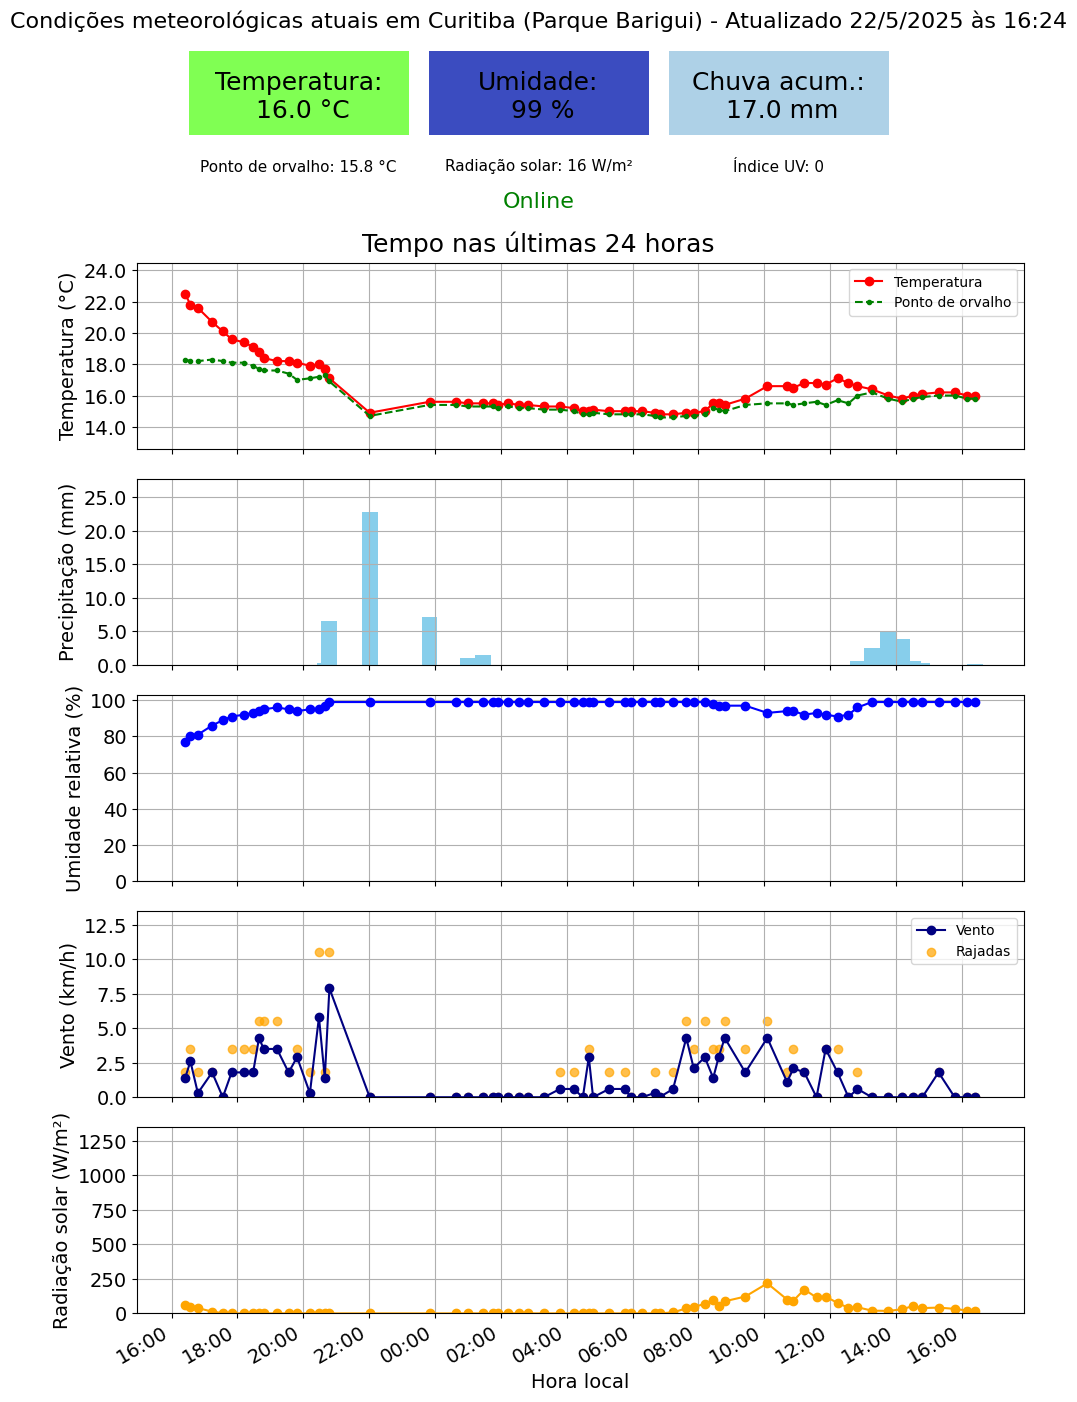 Condições meteorológicas atuais em Curitiba (Parque Barigui) - Atualizado 22/5/2025 às 16:24
Temperatura:
16.0 °C
Umidade:
99 %
Chuva acum.:
17.0 mm
Ponto de orvalho: 15.8 °C
Radiação solar: 16 W/m²
Índice UV: 0
Online
Tempo nas últimas 24 horas
Temperatura (°C)
24.0
22.0
20.0
18.0
16.0
14.0
Temperatura
Ponto de orvalho
Precipitação (mm)
25.0
20.0
15.0
10.0
5.0
0.0
Umidade relativa (%)
100
80
60
40
20
0
Vento (km/h)
12.5
10.0
7.5
5.0
2.5
0.0
Vento
Rajadas
Radiação solar (W/m²)
1250
1000
750
500
250
0
16:00
18:00
20:00
22:00
00:00
02:00
04:00
06:00
08:00
10:00
12:00
14:00
16:00
Hora local